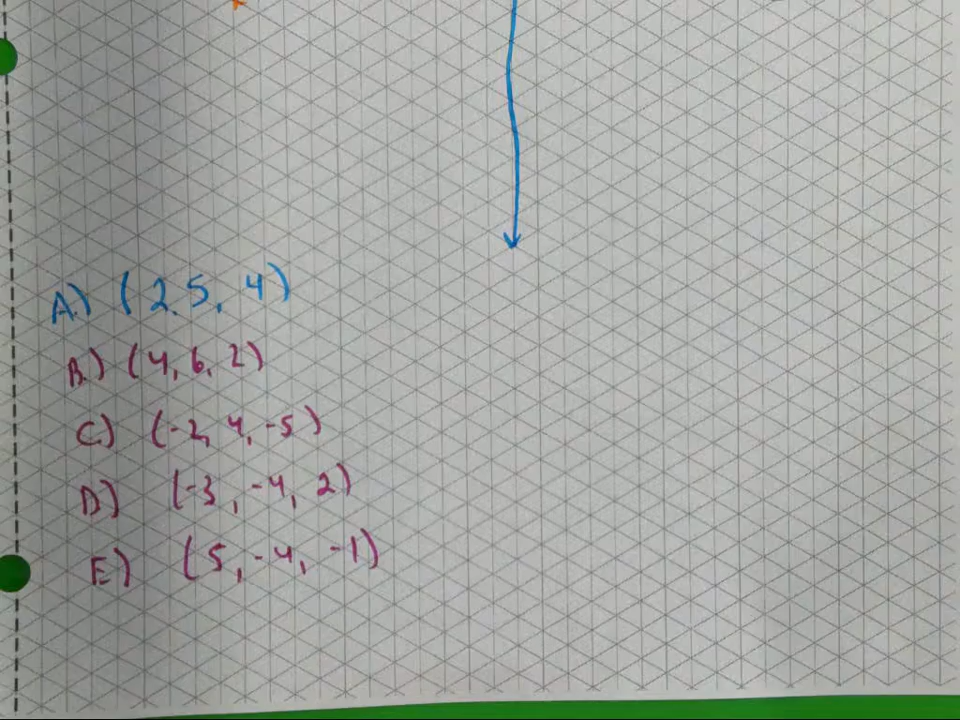 A.) (2, 5, 4)
B.) (4, 6, 2)
C.) (-2, 4, -5)
D.) (-3, -4, 2)
E.) (5, -4, -1)